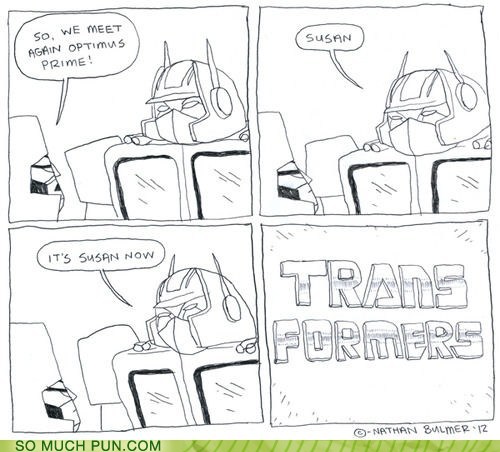 SO, WE MEET
AGAIN OPTIMUS
PRIME!
SUSAN
IT'S SUSAN NOW
TRANS
FORMERS
©-NATHAN BULMER-'12
SO MUCH PUN.COM